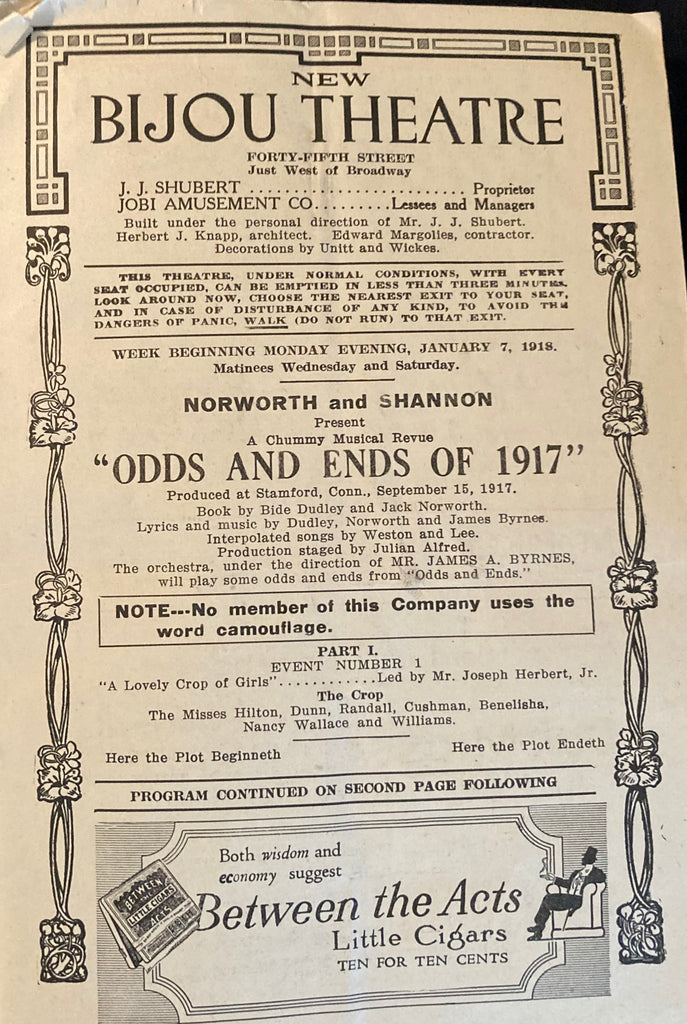 NEW
BIJOU THEATRE
FORTY-FIFTH STREET
Just West of Broadway
J. J. SHUBERT .......................... Proprietor
JOBI AMUSEMENT CO.........Lessees and Managers
Built under the personal direction of Mr. J. J. Shubert.
Herbert J. Knapp, architect. Edward Margolies, contractor.
Decorations by Unitt and Wickes.
THIS THEATRE, UNDER NORMAL CONDITIONS, WITH EVERY
SEAT OCCUPIED, CAN BE EMPTIED IN LESS THAN THREE MINUTES.
LOOK AROUND NOW, CHOOSE THE NEAREST EXIT TO YOUR SEAT,
AND IN CASE OF DISTURBANCE OF ANY KIND, TO AVOID THE
DANGERS OF PANIC, WALK (DO NOT RUN) TO THAT EXIT.
WEEK BEGINNING MONDAY EVENING, JANUARY 7, 1918.
Matinees Wednesday and Saturday.
NORWORTH and SHANNON
Present
A Chummy Musical Revue
"ODDS AND ENDS OF 1917"
Produced at Stamford, Conn., September 15, 1917.
Book by Bide Dudley and Jack Norworth.
Lyrics and music by Dudley, Norworth and James Byrnes.
Interpolated songs by Weston and Lee.
Production staged by Julian Alfred.
The orchestra, under the direction of MR. JAMES A. BYRNES,
will play some odds and ends from "Odds and Ends."
NOTE---No member of this Company uses the
word camouflage.
PART I.
EVENT NUMBER 1
"A Lovely Crop of Girls"............Led by Mr. Joseph Herbert, Jr.
The Crop
The Misses Hilton, Dunn, Randall, Cushman, Benelisha,
Nancy Wallace and Williams.
Here the Plot Beginneth Here the Plot Endeth
PROGRAM CONTINUED ON SECOND PAGE FOLLOWING
Both wisdom and
economy suggest
BETWEEN
THE ACTS
LITTLE CIGARS
Between the Acts
Little Cigars
TEN FOR TEN CENTS